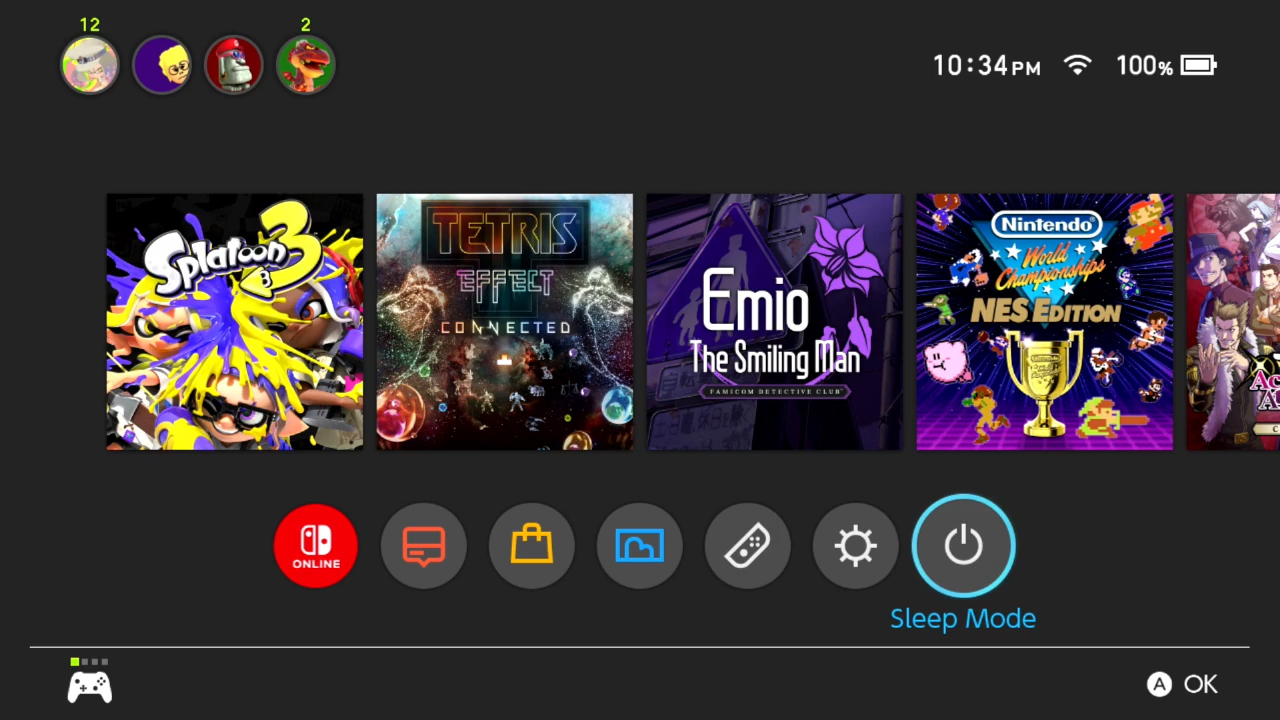 12
2
10:34PM
100%
Splatoon 3
TETRIS
EFFECT
CONNECTED
Emio
The Smiling Man
FAMICOM DETECTIVE CLUB
Nintendo
World
Championships
NES EDITION
ONLINE
Sleep Mode
A OK